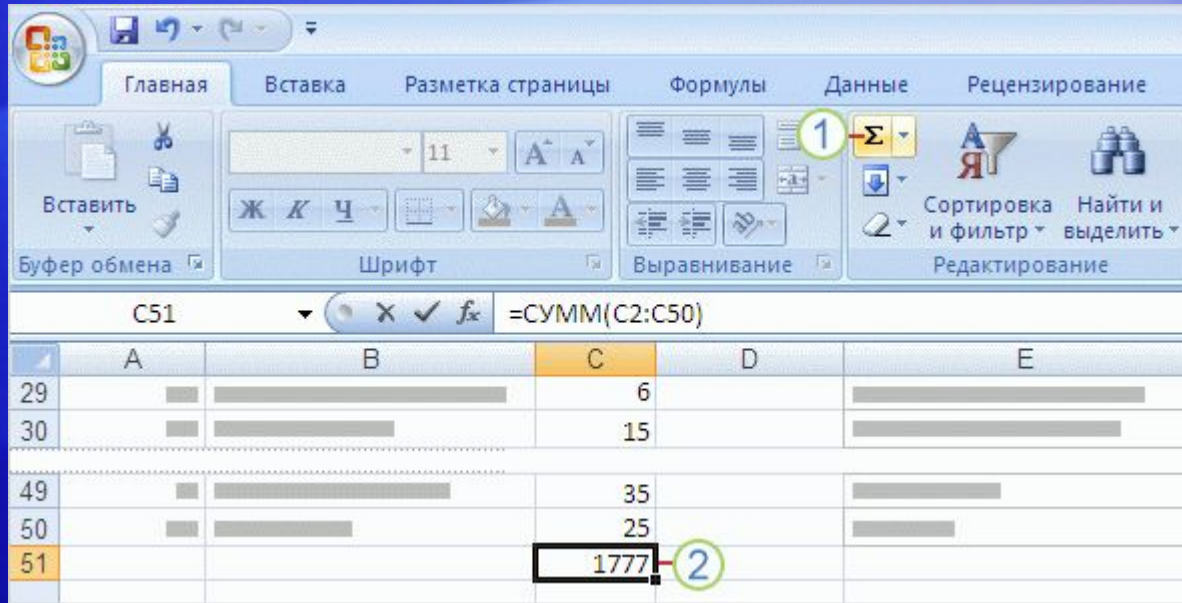 Главная Вставка Разметка страницы Формулы Данные Рецензирование
11 A A 1 Σ А Я
Вставить Ж К Ч A Сортировка и фильтр Найти и выделить
Буфер обмена Шрифт Выравнивание Редактирование
C51 fx =СУММ(C2:C50)
A B C D E
29 6
30 15
49 35
50 25
51 1777 2